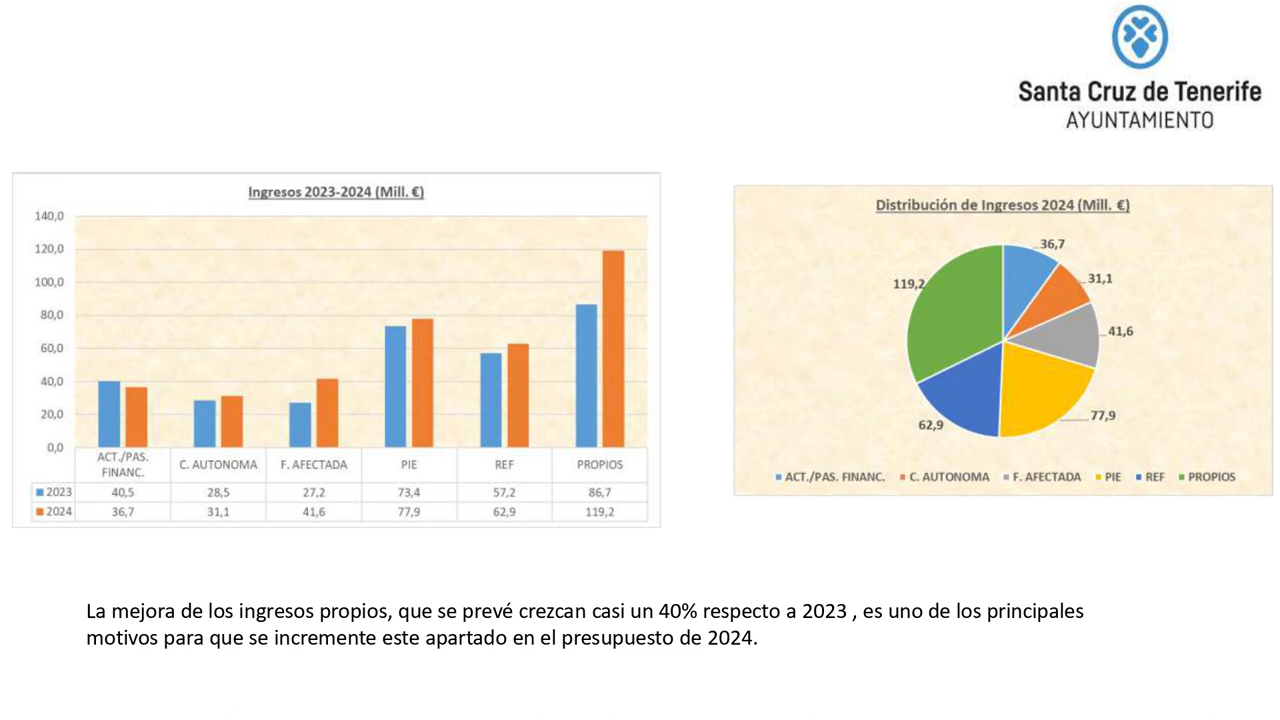 Santa Cruz de Tenerife
AYUNTAMIENTO
Ingresos 2023-2024 (Mill. €)
140,0
120,0
100,0
80,0
60,0
40,0
20,0
0,0
ACT./PAS. FINANC. C. AUTONOMA F. AFECTADA PIE REF PROPIOS
2023 40,5 28,5 27,2 73,4 57,2 86,7
2024 36,7 31,1 41,6 77,9 62,9 119,2
Distribución de Ingresos 2024 (Mill. €)
36,7
31,1
41,6
77,9
62,9
119,2
ACT./PAS. FINANC. C. AUTONOMA F. AFECTADA PIE REF PROPIOS
La mejora de los ingresos propios, que se prevé crezcan casi un 40% respecto a 2023 , es uno de los principales
motivos para que se incremente este apartado en el presupuesto de 2024.